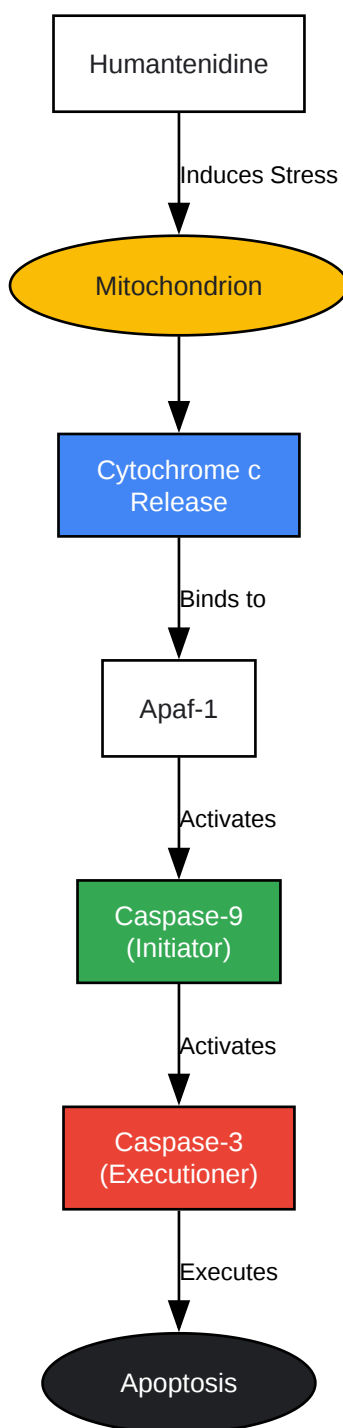 Humantenidine
Induces Stress
Mitochondrion
Cytochrome c
Release
Binds to
Apaf-1
Activates
Caspase-9
(Initiator)
Activates
Caspase-3
(Executioner)
Executes
Apoptosis